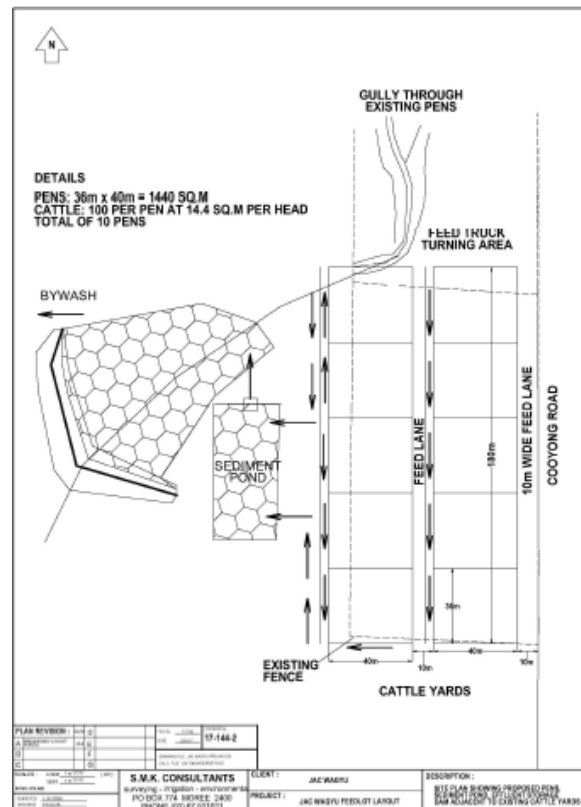 N
GULLY THROUGH
EXISTING PENS
DETAILS
PENS: 36m x 40m = 1440 SQ.M
CATTLE: 100 PER PEN AT 14.4 SQ.M PER HEAD
TOTAL OF 10 PENS
FEED TRUCK
TURNING AREA
BYWASH
SEDIMENT
POND
FEED LANE
180m
10m WIDE FEED LANE
COOYONG ROAD
36m
EXISTING
FENCE
40m
10m
40m
10m
CATTLE YARDS
PLAN REVISION :
17-144-2
S.M.K. CONSULTANTS
surveying - irrigation - environmental
PO BOX 774 MOREE 2400
CLIENT :
JAC WAGYU
PROJECT :
JAC WAGYU FEEDLOT LAYOUT
DESCRIPTION :
SITE PLAN SHOWING PROPOSED PENS,
SEDIMENT POND, EFFLUENT STORAGE
DAM ADJACENT TO EXISTING CATTLE YARDS